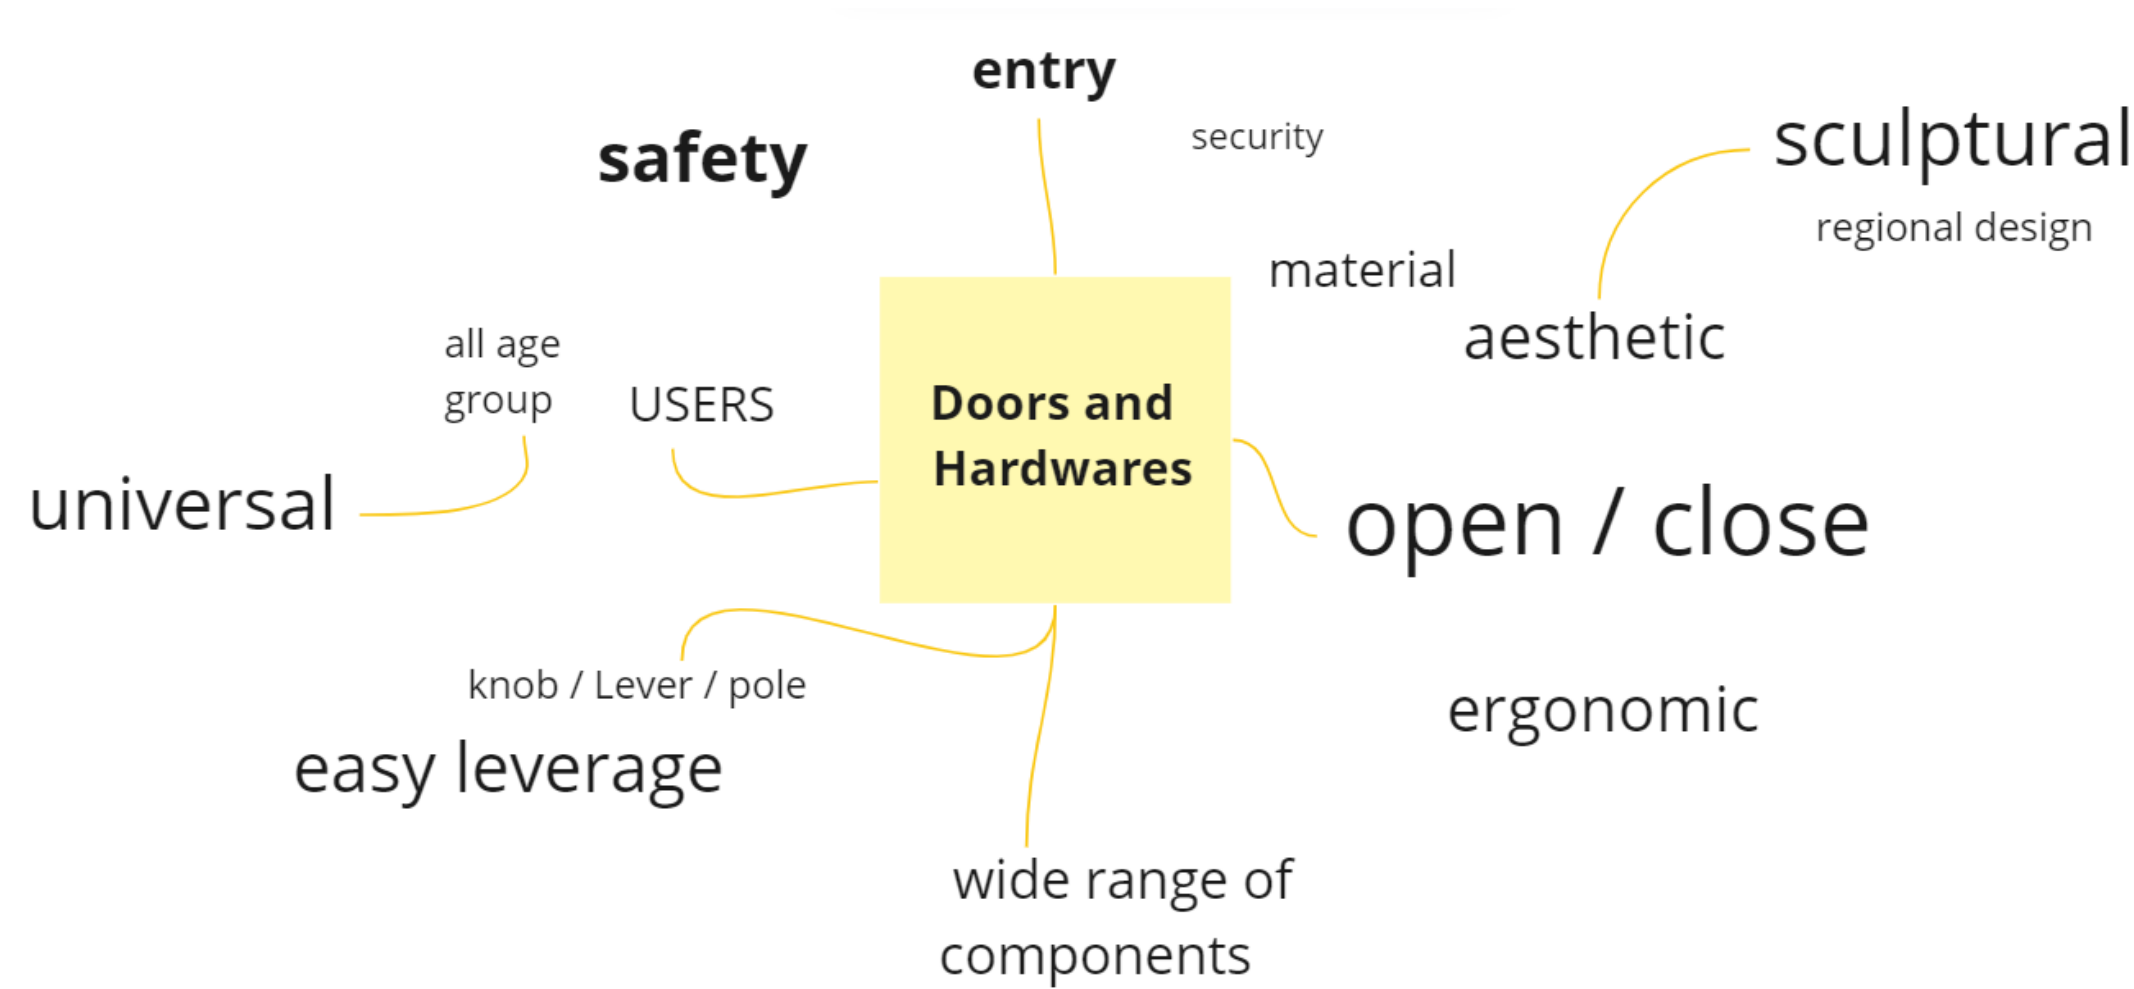 entry
security
safety
sculptural
regional design
material
aesthetic
all age
group
USERS
universal
Doors and
Hardwares
open / close
knob / Lever / pole
easy leverage
ergonomic
wide range of
components